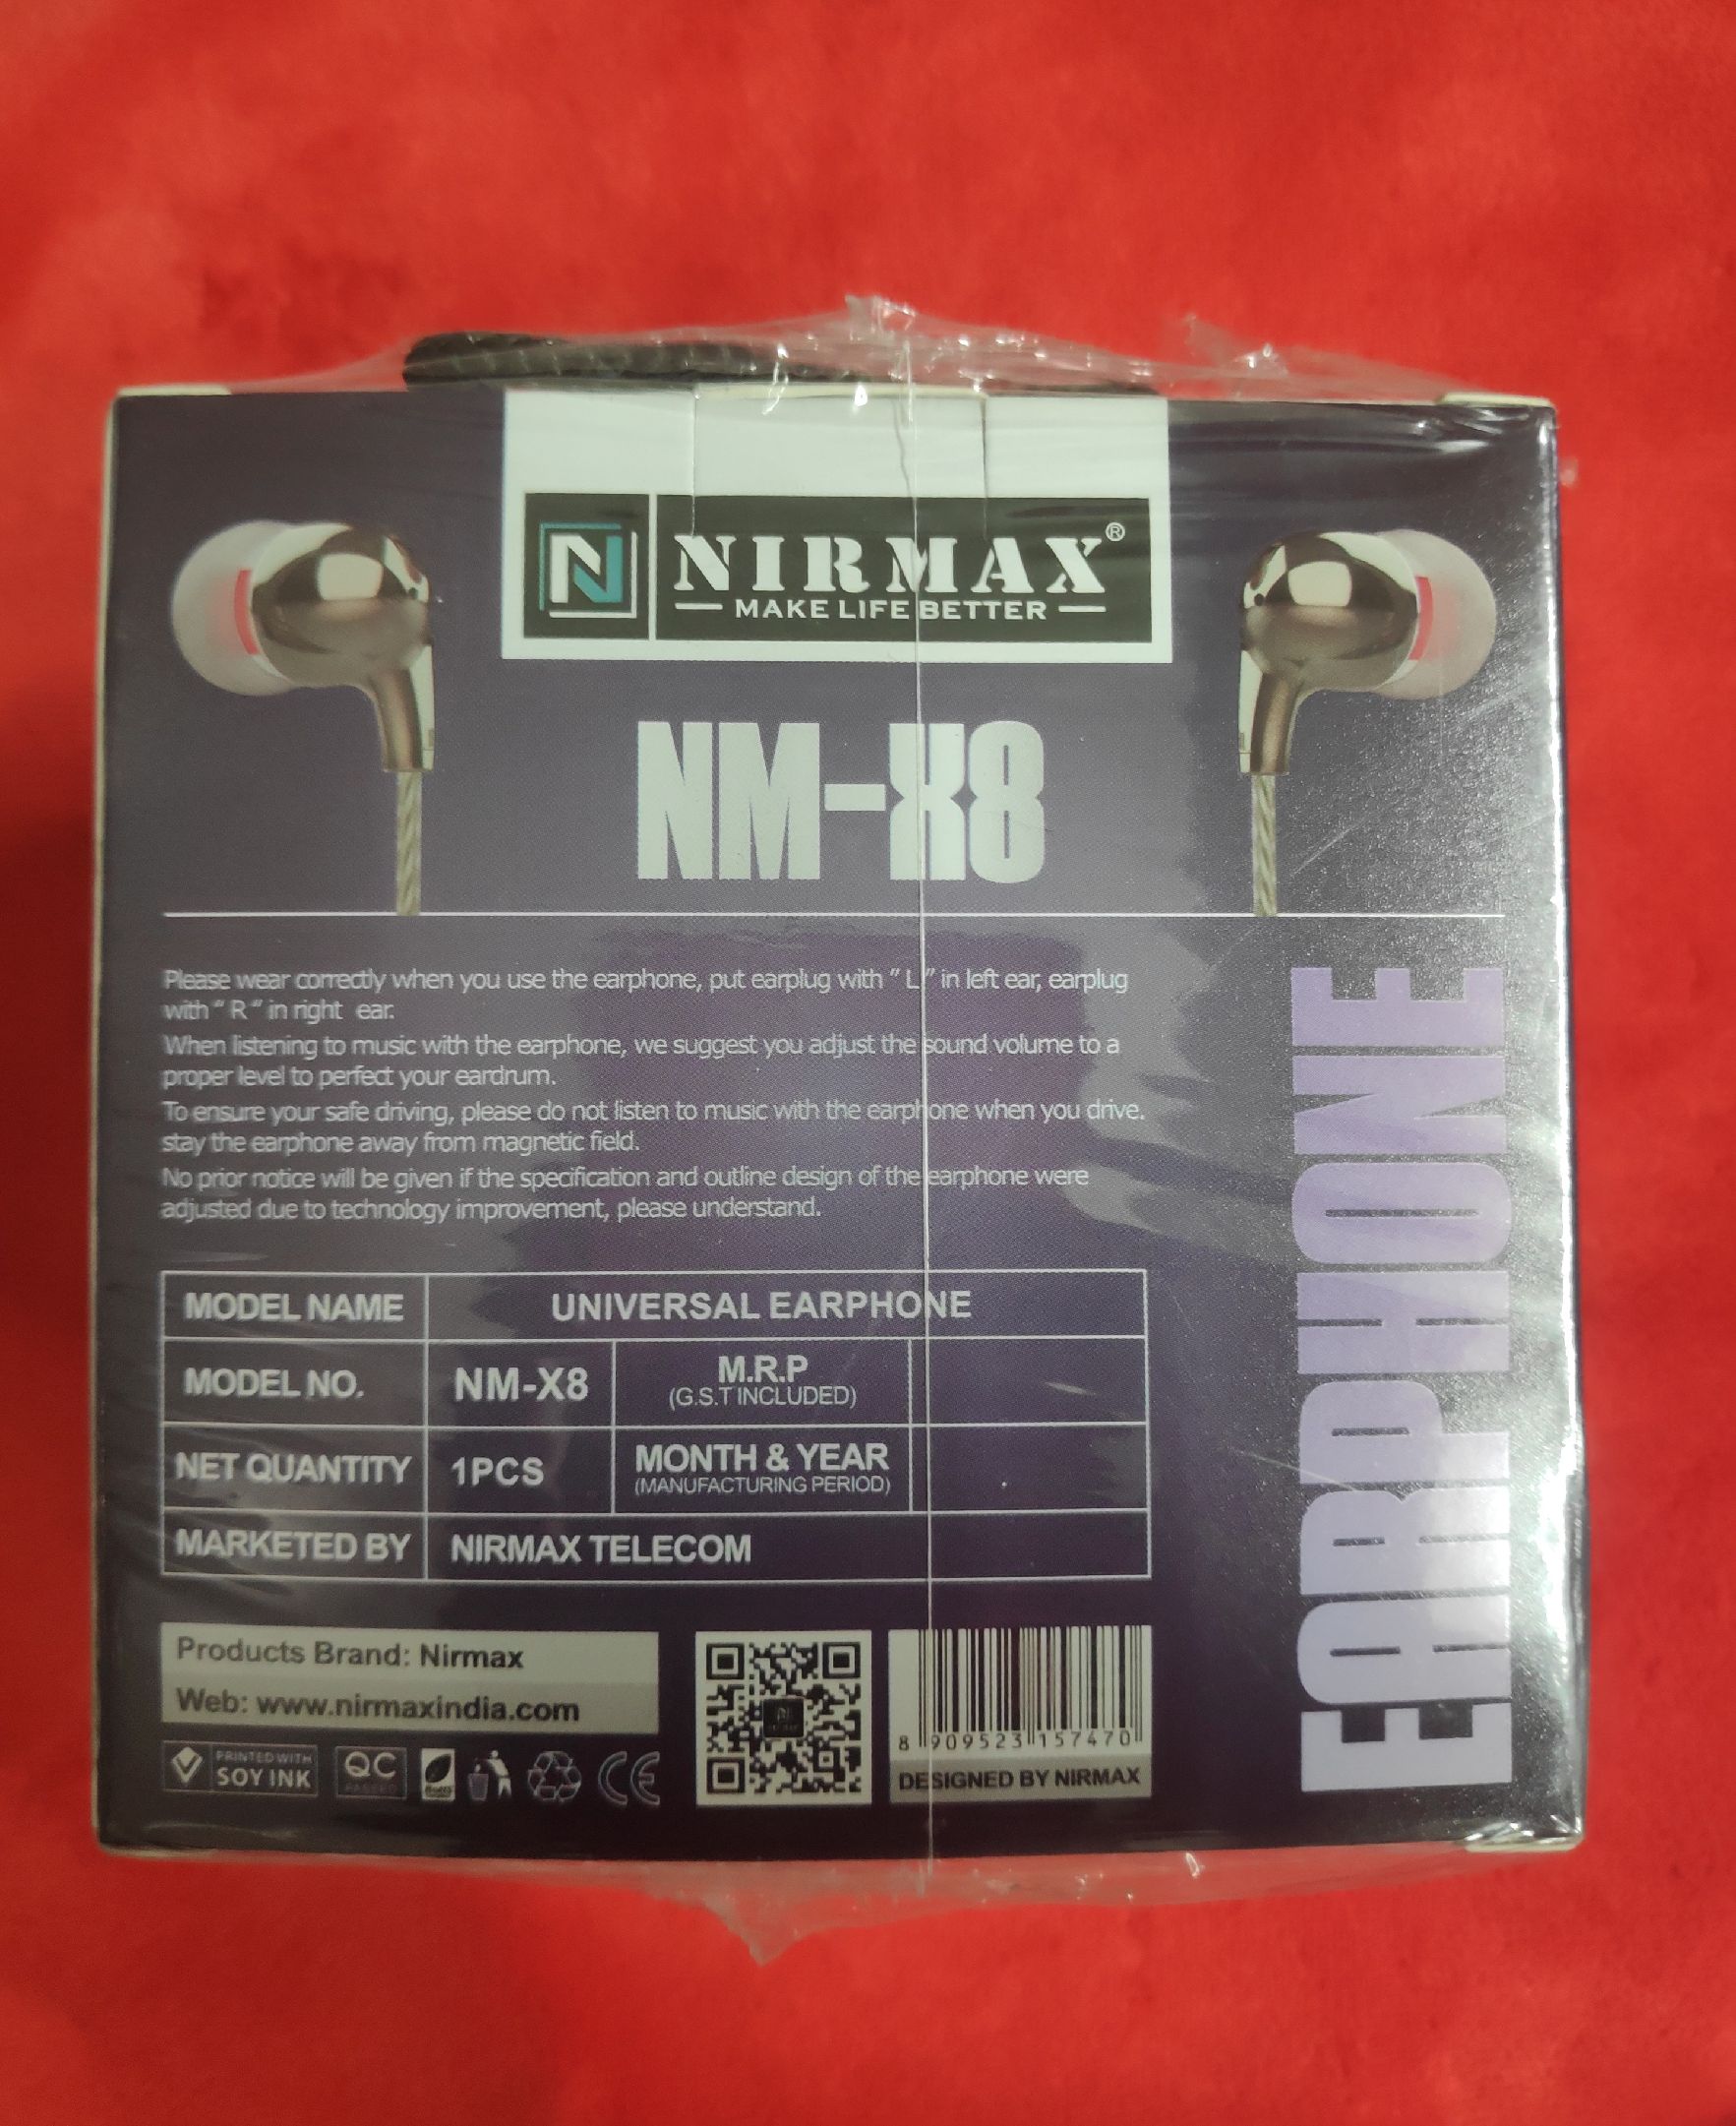 N NIRMAX®
MAKE LIFE BETTER
NM-X8
Please wear correctly when you use the earphone, put earplug with " L " in left ear, earplug
with " R " in right ear.
When listening to music with the earphone, we suggest you adjust the sound volume to a
proper level to perfect your eardrum.
To ensure your safe driving, please do not listen to music with the earphone when you drive.
stay the earphone away from magnetic field.
No prior notice will be given if the specification and outline design of the earphone were
adjusted due to technology improvement, please understand.
EARPHONE
MODEL NAME UNIVERSAL EARPHONE
MODEL NO. NM-X8 M.R.P
(G.S.T INCLUDED)
NET QUANTITY 1PCS MONTH & YEAR
(MANUFACTURING PERIOD)
MARKETED BY NIRMAX TELECOM
Products Brand: Nirmax
Web: www.nirmaxindia.com
PRINTED WITH
SOY INK
QC
PASSED
RoHS
CE
8 909523 157470
DESIGNED BY NIRMAX